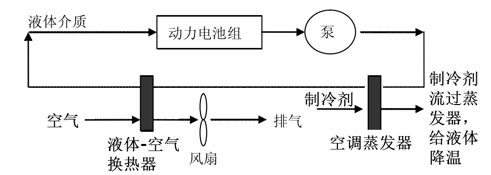 液体介质
动力电池组
泵
空气
液体-空气
换热器
风扇
排气
制冷剂
空调蒸发器
制冷剂
流过蒸
发器，
给液体
降温